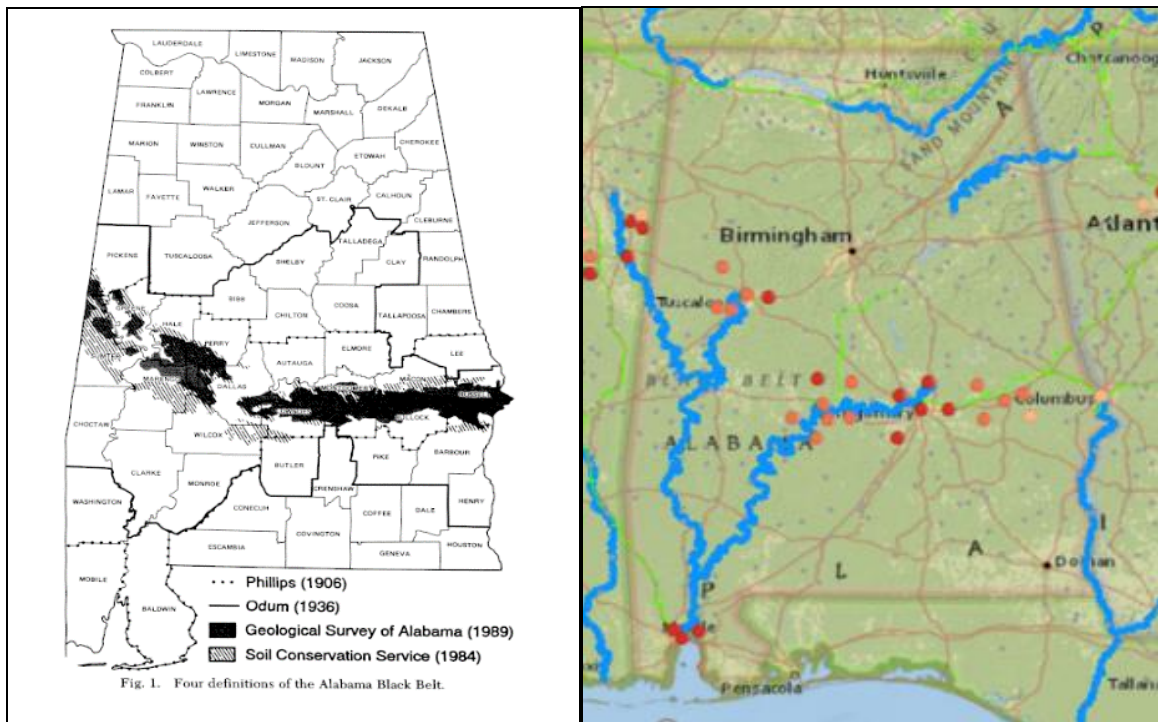 LAUDERDALE
LIMESTONE
MADISON
JACKSON
COLBERT
LAWRENCE
FRANKLIN
MORGAN
MARSHALL
DEKALB
MARION
WINSTON
CULLMAN
CHEROKEE
ETOWAH
BLOUNT
LAMAR
FAYETTE
WALKER
ST. CLAIR
CALHOUN
JEFFERSON
CLEBURNE
TALLADEGA
PICKENS
TUSCALOOSA
SHELBY
CLAY
RANDOLPH
BIBB
CHILTON
COOSA
TALLAPOOSA
CHAMBERS
HALE
PERRY
AUTAUGA
ELMORE
LEE
DALLAS
RUSSELL
CHOCTAW
WILCOX
PIKE
BARBOUR
CLARKE
BUTLER
CRENSHAW
MONROE
WASHINGTON
CONECUH
COFFEE
DALE
HENRY
COVINGTON
ESCAMBIA
GENEVA
HOUSTON
MOBILE
BALDWIN
Phillips (1906)
Odum (1936)
Geological Survey of Alabama (1989)
Soil Conservation Service (1984)
Fig. 1. Four definitions of the Alabama Black Belt.
Huntsville
Chattanoog
SAND MOUNTAIN
Birmingham
Atlant
Tuscalo
BELT
Columbus
ALABAMA
A
P
L
A
I
Pensacola
Tallana